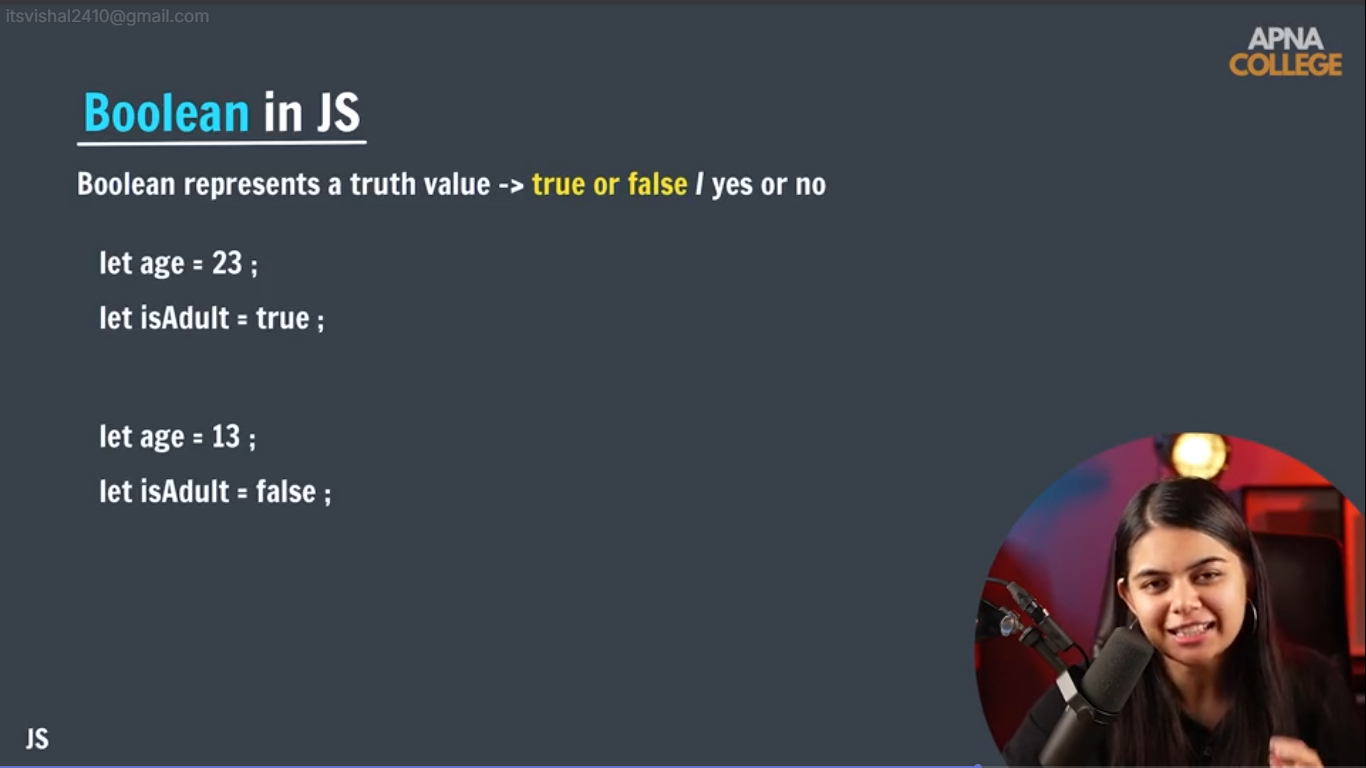 itsvishal2410@gmail.com
APNA
COLLEGE
Boolean in JS
Boolean represents a truth value -> true or false / yes or no
let age = 23 ;
let isAdult = true ;
let age = 13 ;
let isAdult = false ;
JS